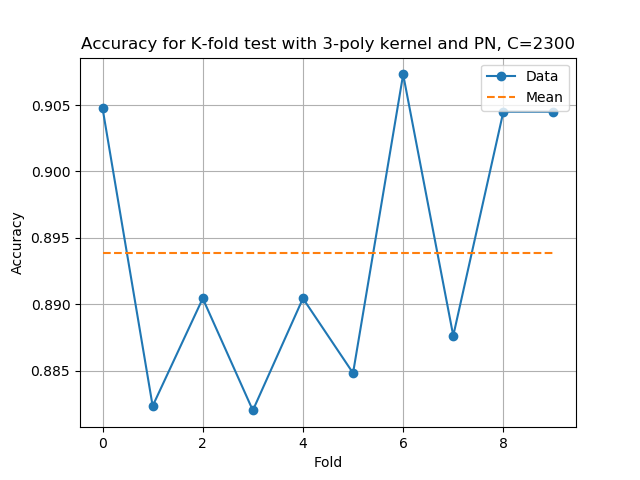 Accuracy for K-fold test with 3-poly kernel and PN, C=2300
Data
Mean
0.905
0.900
0.895
0.890
0.885
Accuracy
0
2
4
6
8
Fold